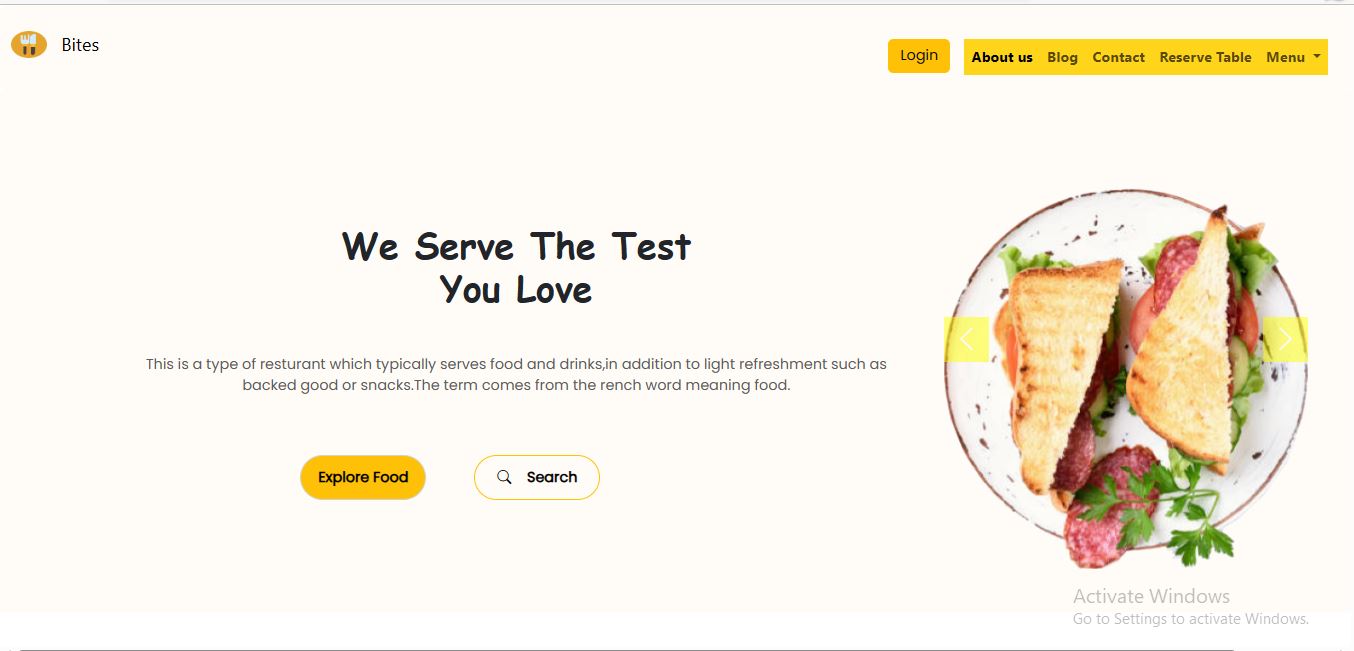 Bites
Login
About us Blog Contact Reserve Table Menu
We Serve The Test
You Love
This is a type of resturant which typically serves food and drinks,in addition to light refreshment such as
backed good or snacks.The term comes from the rench word meaning food.
Explore Food
Search
Activate Windows
Go to Settings to activate Windows.